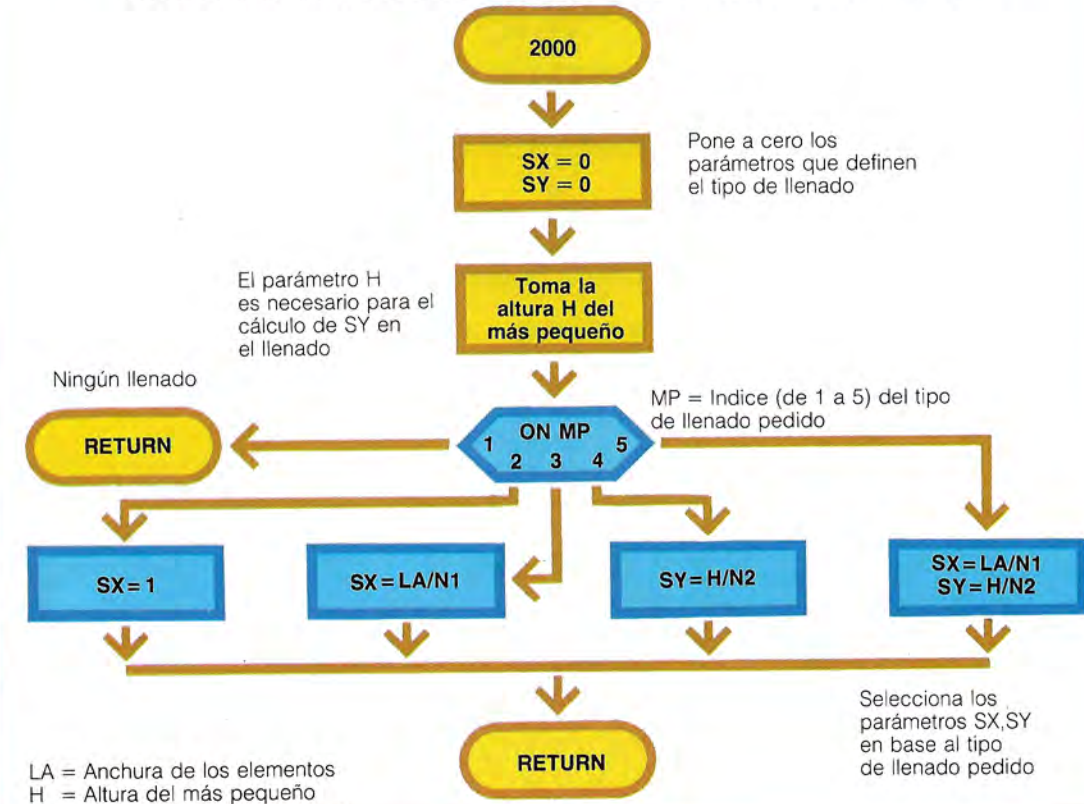 2000
SX = 0
SY = 0
Pone a cero los
parámetros que definen
el tipo de llenado
El parámetro H
es necesario para el
cálculo de SY en
el llenado
Toma la
altura H del
más pequeño
Ningún llenado
MP = Indice (de 1 a 5) del tipo
de llenado pedido
RETURN
ON MP
1 2 3 4 5
SX=1
SX=LA/N1
SY=H/N2
SX=LA/N1
SY=H/N2
Selecciona los
parámetros SX,SY
en base al tipo
de llenado pedido
RETURN
LA = Anchura de los elementos
H = Altura del más pequeño